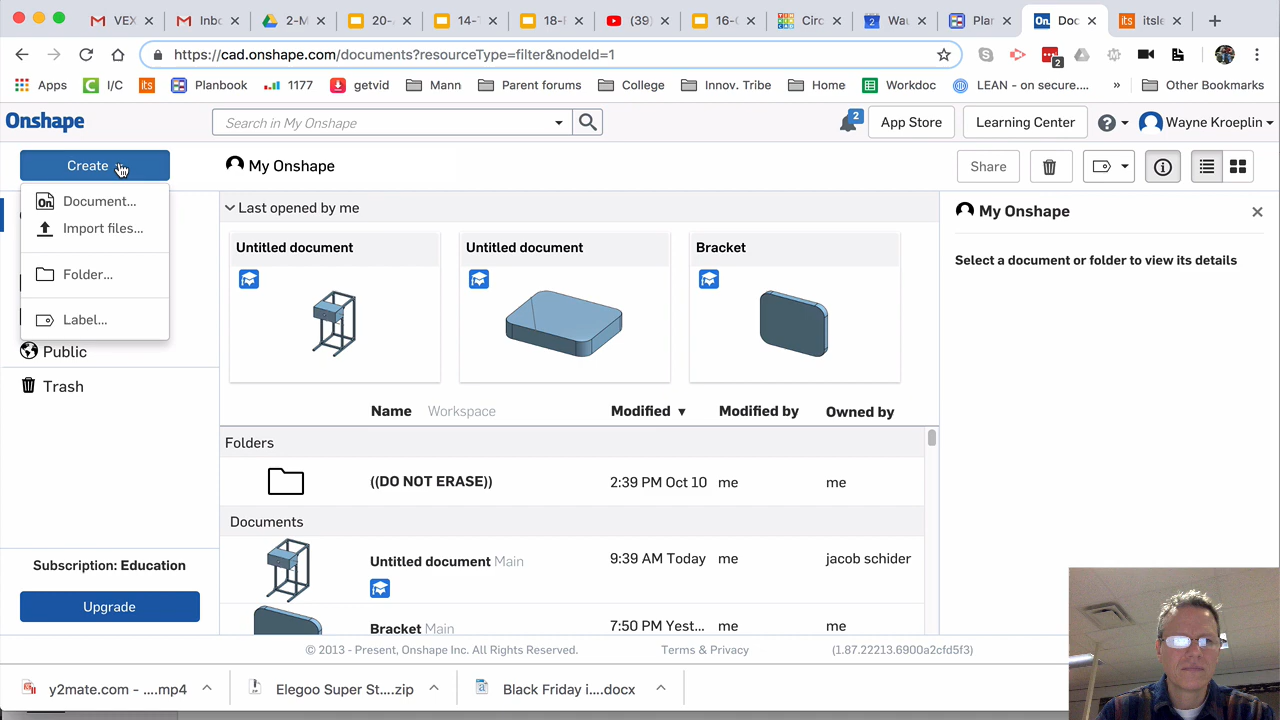 VEX
Inbo
2-M
20-
14-T
18-F
(39)
16-C
Circ
2
Wau
Plar
On
Doc
its
itsle
https://cad.onshape.com/documents?resourceType=filter&nodeId=1
2
Apps
I/C
its
Planbook
1177
getvid
Mann
Parent forums
College
Innov. Tribe
Home
Workdoc
LEAN - on secure....
»
Other Bookmarks
Onshape
Search in My Onshape
2
App Store
Learning Center
Wayne Kroeplin
Create
My Onshape
Share
Document...
Import files...
Folder...
Label...
Public
Trash
Last opened by me
Untitled document
Untitled document
Bracket
My Onshape
Select a document or folder to view its details
Name Workspace Modified ▼ Modified by Owned by
Folders
((DO NOT ERASE)) 2:39 PM Oct 10 me me
Documents
Untitled document Main 9:39 AM Today me jacob schider
Bracket Main 7:50 PM Yest... me me
Subscription: Education
Upgrade
© 2013 - Present, Onshape Inc. All Rights Reserved. Terms & Privacy (1.87.22213.6900a2cfd5f3)
y2mate.com - ....mp4
Elegoo Super St....zip
Black Friday i....docx